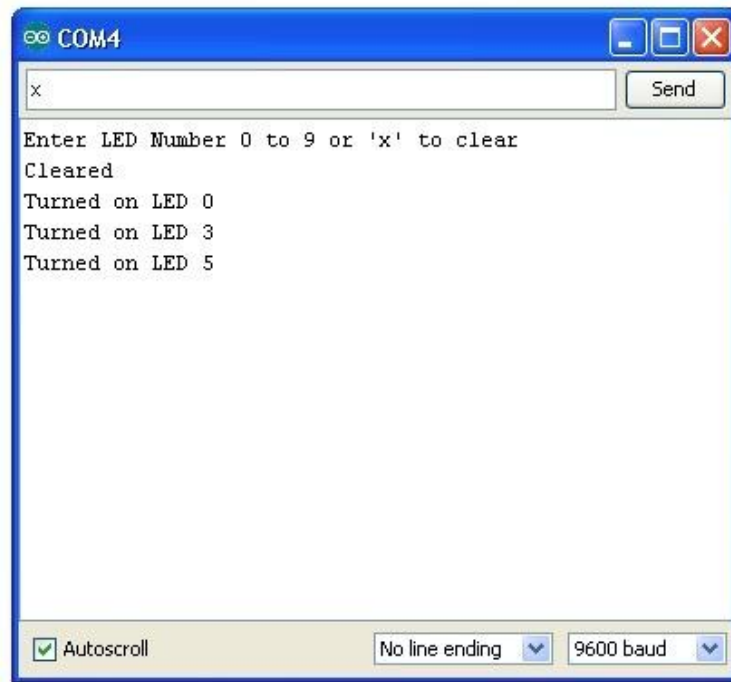 COM4
x
Send
Enter LED Number 0 to 9 or 'x' to clear
Cleared
Turned on LED 0
Turned on LED 3
Turned on LED 5
Autoscroll
No line ending
9600 baud